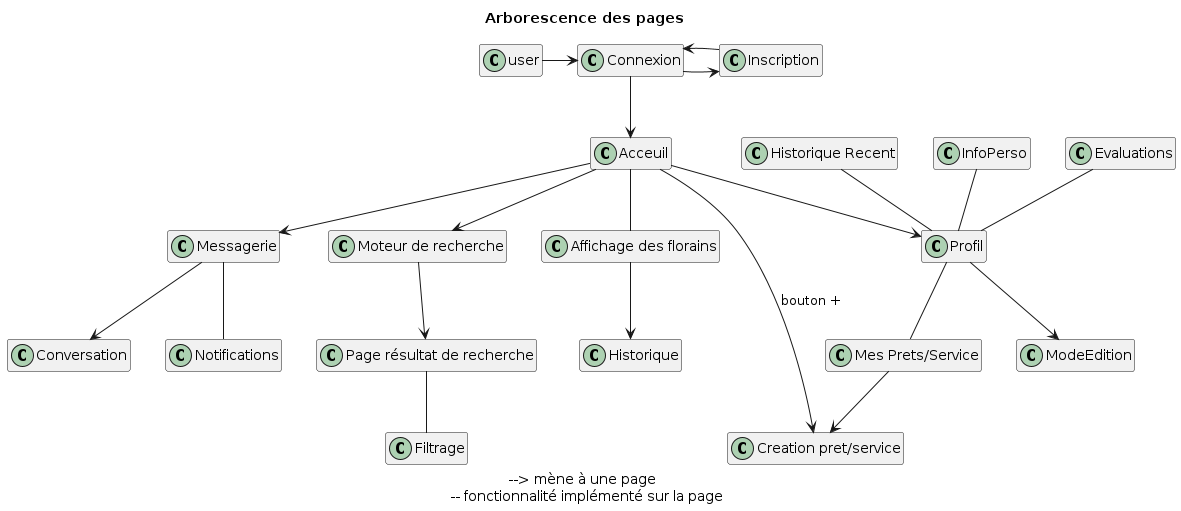 Arborescence des pages
C user
C Connexion
C Inscription
C Acceuil
C Historique Recent
C InfoPerso
C Evaluations
C Messagerie
C Moteur de recherche
C Affichage des florains
C Profil
bouton +
C Conversation
C Notifications
C Page résultat de recherche
C Historique
C Mes Prets/Service
C ModeEdition
C Filtrage
C Creation pret/service
--> mène à une page
-- fonctionnalité implémenté sur la page